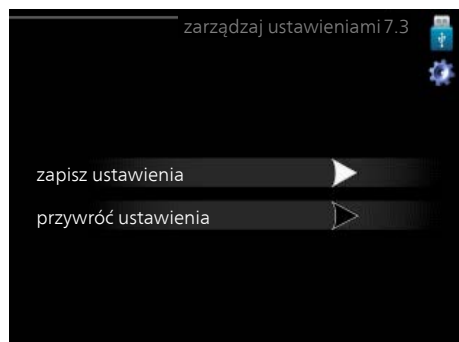 zarządzaj ustawieniami 7.3
zapisz ustawienia
przywróć ustawienia